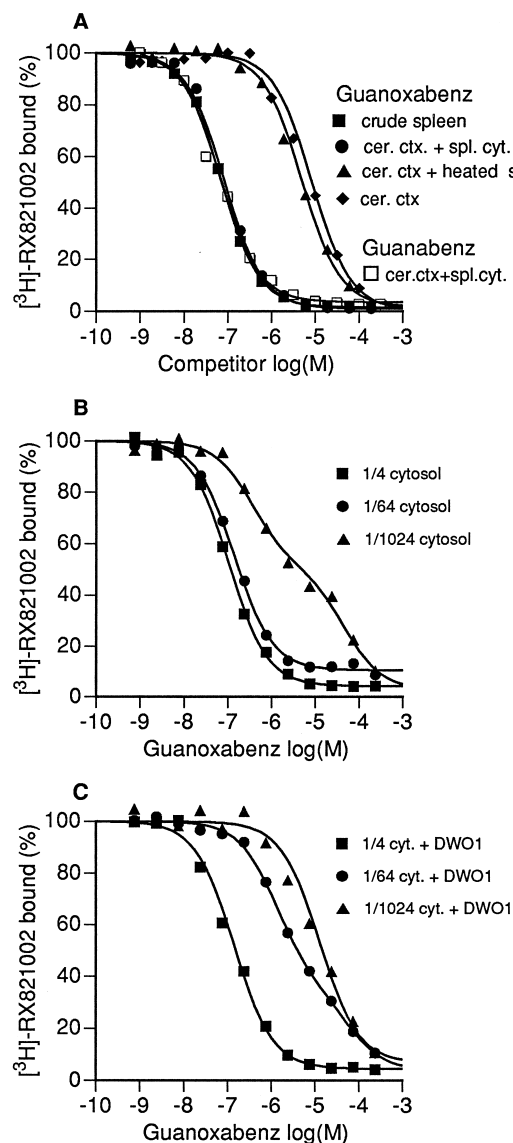 A
[3H]-RX821002 bound (%)
100
80
60
40
20
0
-10 -9 -8 -7 -6 -5 -4 -3
Competitor log(M)
Guanoxabenz
crude spleen
cer. ctx. + spl. cyt.
cer. ctx + heated s
cer. ctx
Guanabenz
cer.ctx+spl.cyt.
B
[3H]-RX821002 bound (%)
100
80
60
40
20
0
-10 -9 -8 -7 -6 -5 -4 -3
Guanoxabenz log(M)
1/4 cytosol
1/64 cytosol
1/1024 cytosol
C
[3H]-RX821002 bound (%)
100
80
60
40
20
0
-10 -9 -8 -7 -6 -5 -4 -3
Guanoxabenz log(M)
1/4 cyt. + DWO1
1/64 cyt. + DWO1
1/1024 cyt. + DWO1